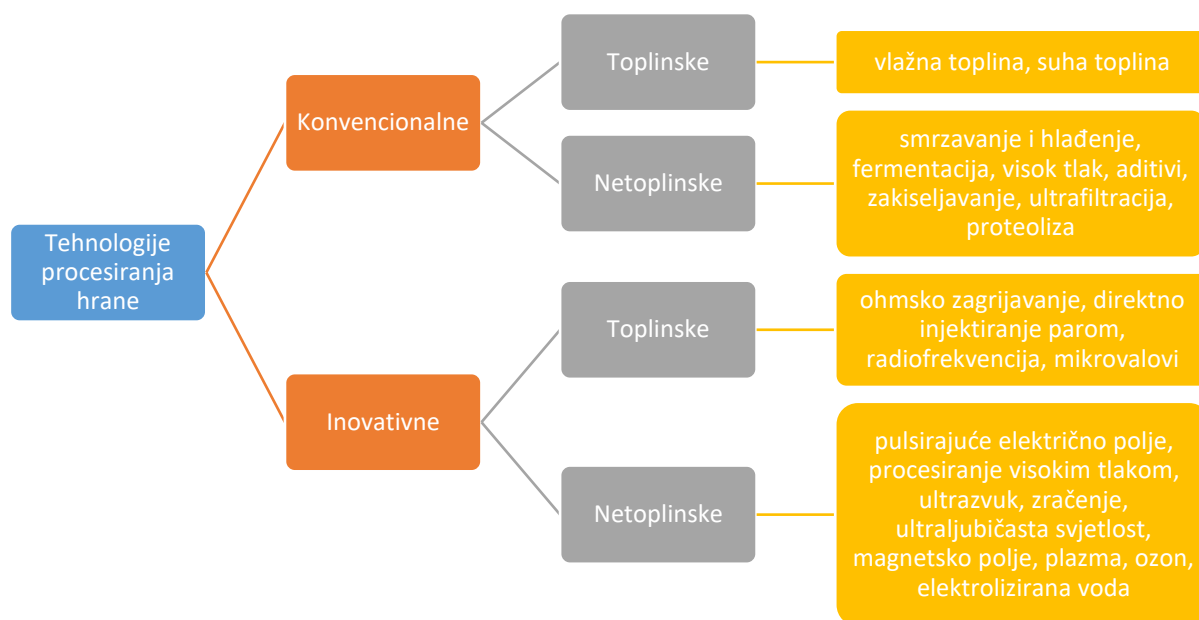 Tehnologije
procesiranja
hrane
Konvencionalne
Toplinske
vlažna toplina, suha toplina
Netoplinske
smrzavanje i hlađenje,
fermentacija, visok tlak, aditivi,
zakiseljavanje, ultrafiltracija,
proteoliza
Inovativne
Toplinske
ohmsko zagrijavanje, direktno
injektiranje parom,
radiofrekvencija, mikrovalovi
Netoplinske
pulsirajuće električno polje,
procesiranje visokim tlakom,
ultrazvuk, zračenje,
ultraljubičasta svjetlost,
magnetsko polje, plazma, ozon,
elektrolizirana voda